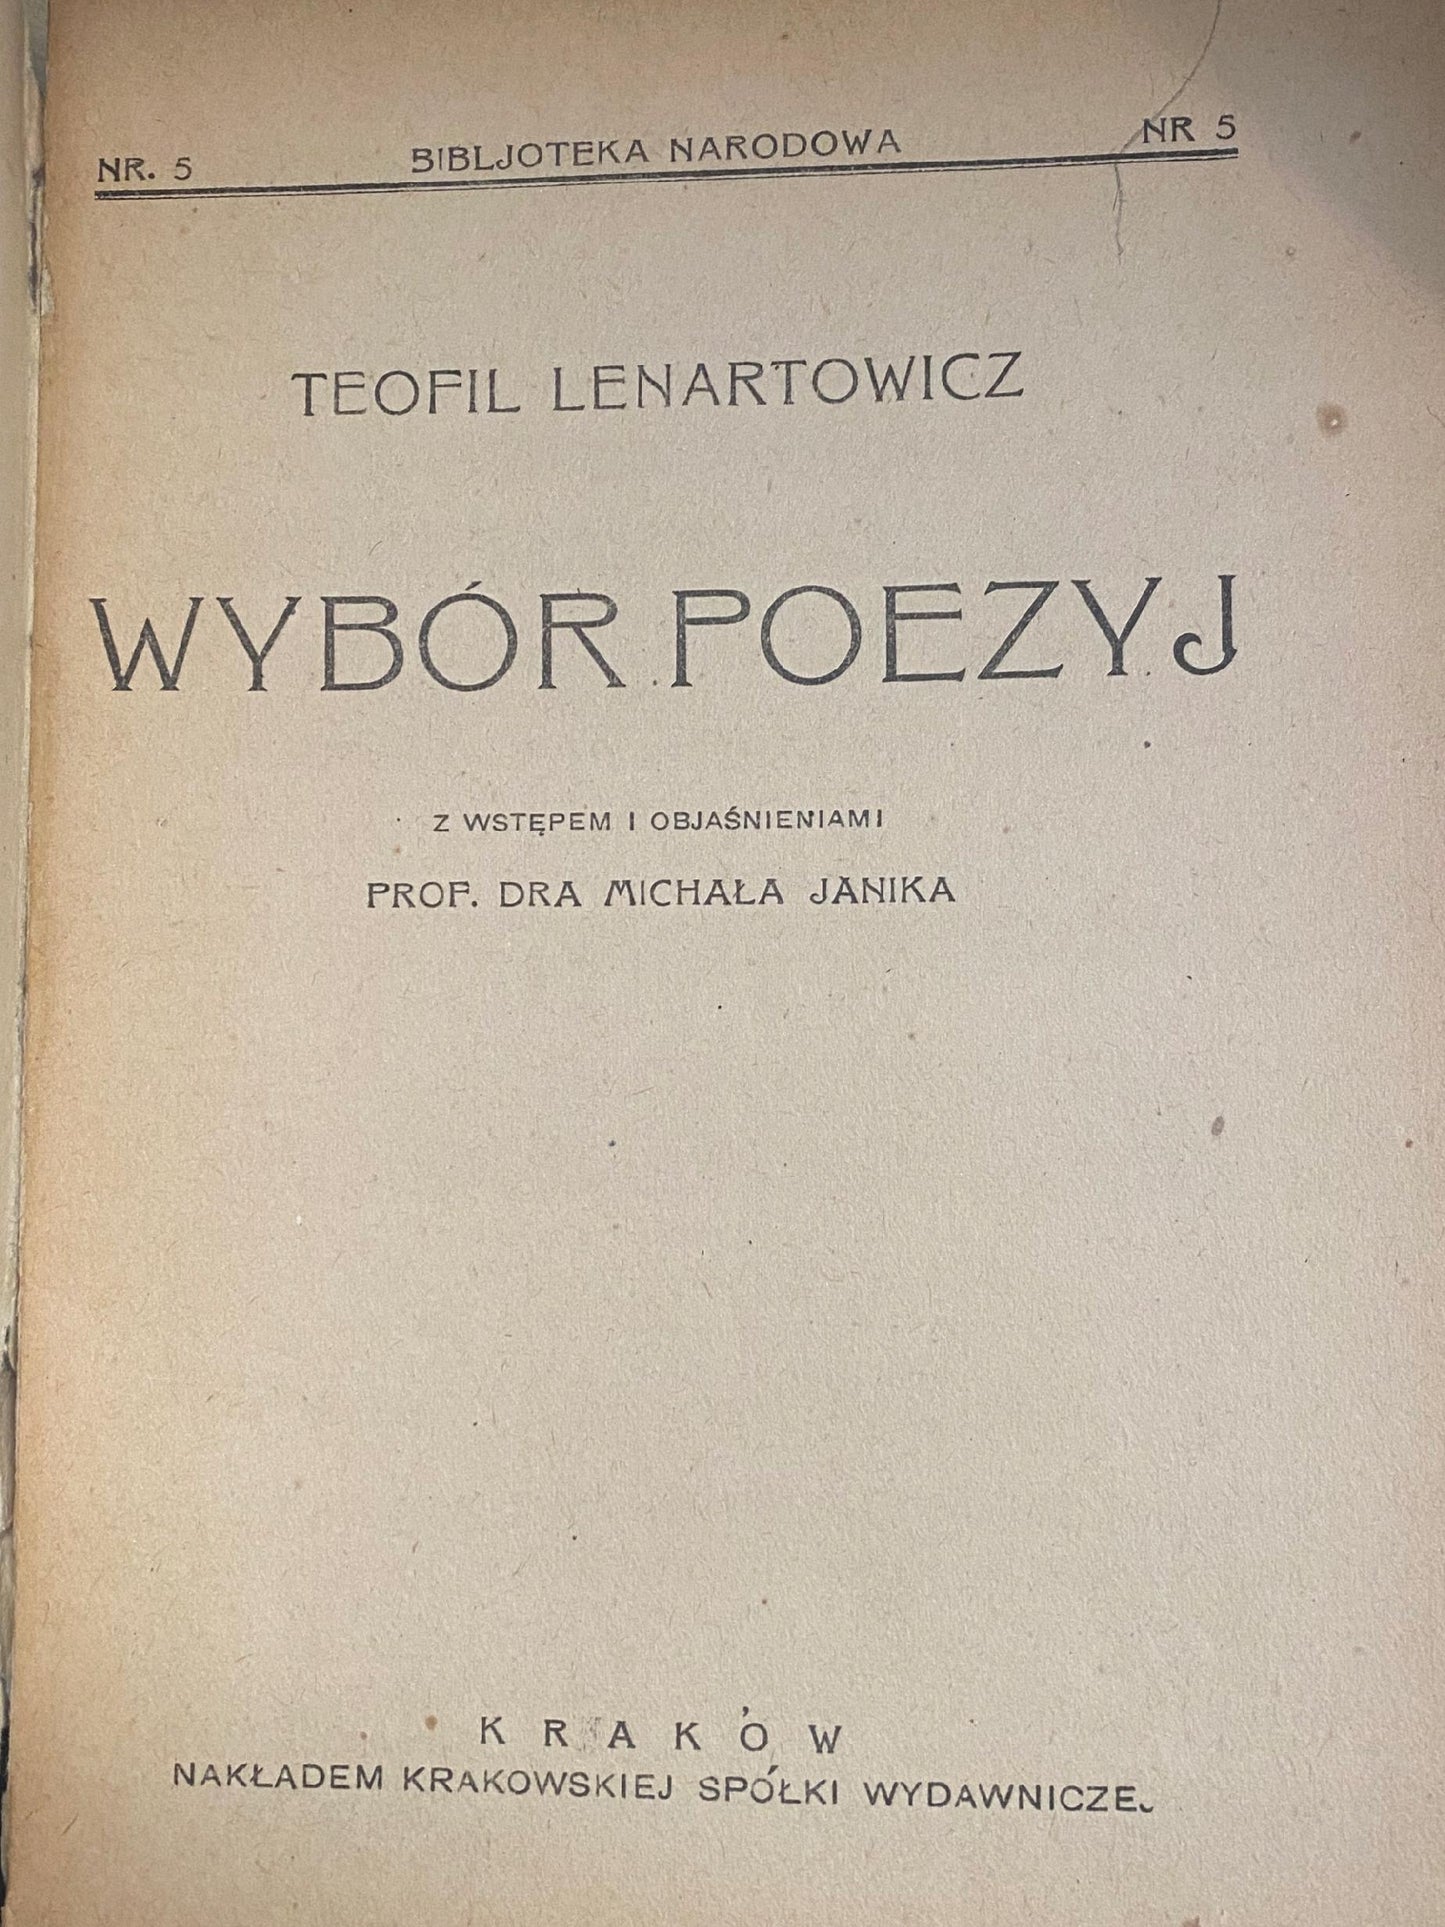 NR. 5 BIBLJOTEKA NARODOWA NR 5
TEOFIL LENARTOWICZ
WYBÓR POEZYJ
Z WSTĘPEM I OBJAŚNIENIAMI
PROF. DRA MICHAŁA JANIKA
KRAKÓW
NAKŁADEM KRAKOWSKIEJ SPÓŁKI WYDAWNICZEJ